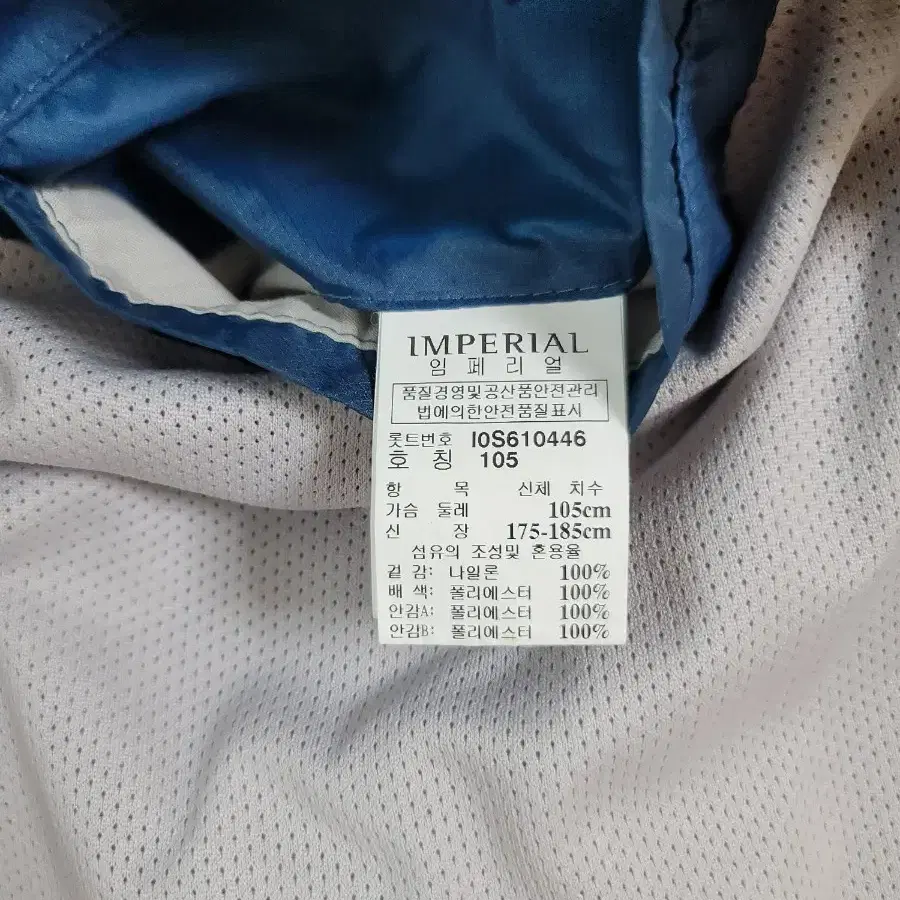 IMPERIAL
임페리얼
품질경영및공산품안전관리
법에의한안전품질표시
롯트번호 I0S610446
호칭 105
항목 신체 치수
가슴 둘레 105cm
신장 175-185cm
섬유의 조성및 혼용율
겉감: 나일론 100%
배색: 폴리에스터 100%
안감A: 폴리에스터 100%
안감B: 폴리에스터 100%